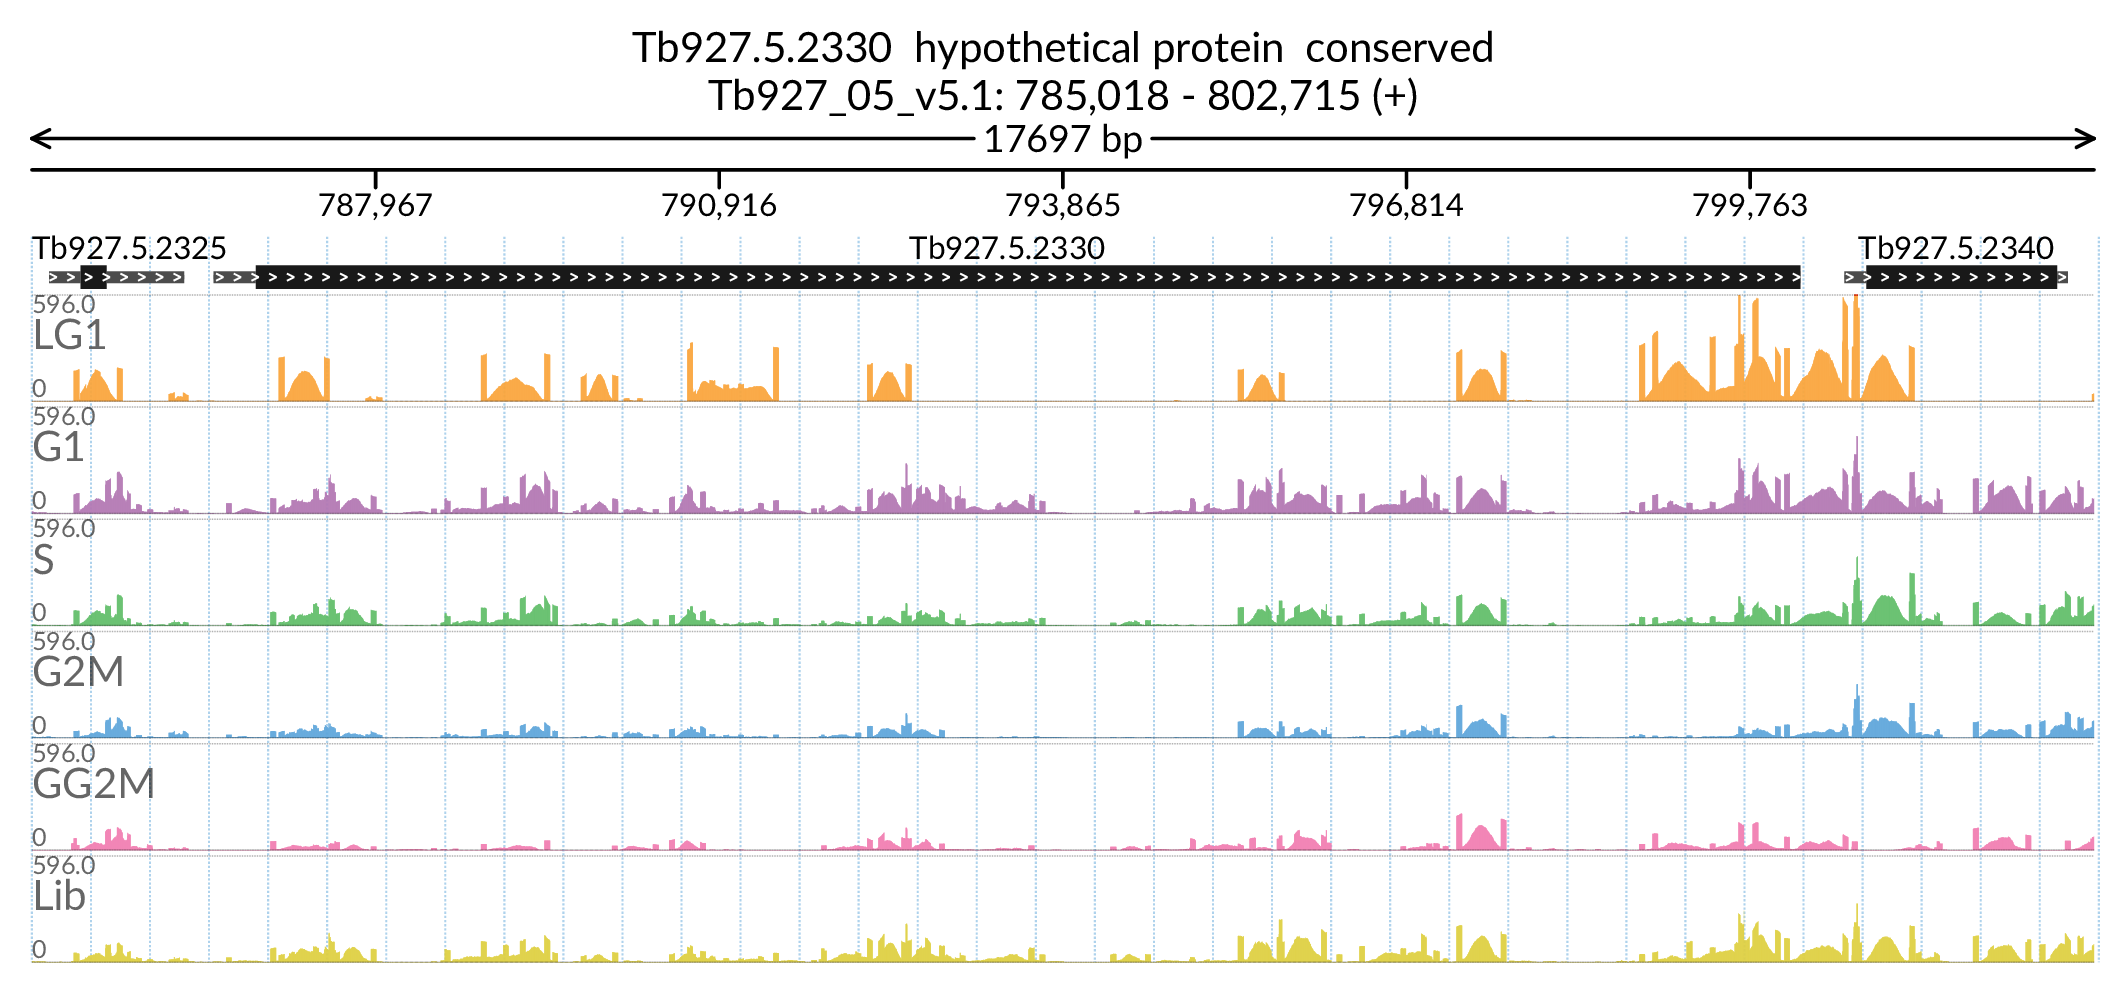 Tb927.5.2330 hypothetical protein conserved
Tb927_05_v5.1: 785,018 - 802,715 (+)
17697 bp
787,967 790,916 793,865 796,814 799,763
Tb927.5.2325 Tb927.5.2330 Tb927.5.2340
596.0
LG1
0
596.0
G1
0
596.0
S
0
596.0
G2M
0
596.0
GG2M
0
596.0
Lib
0